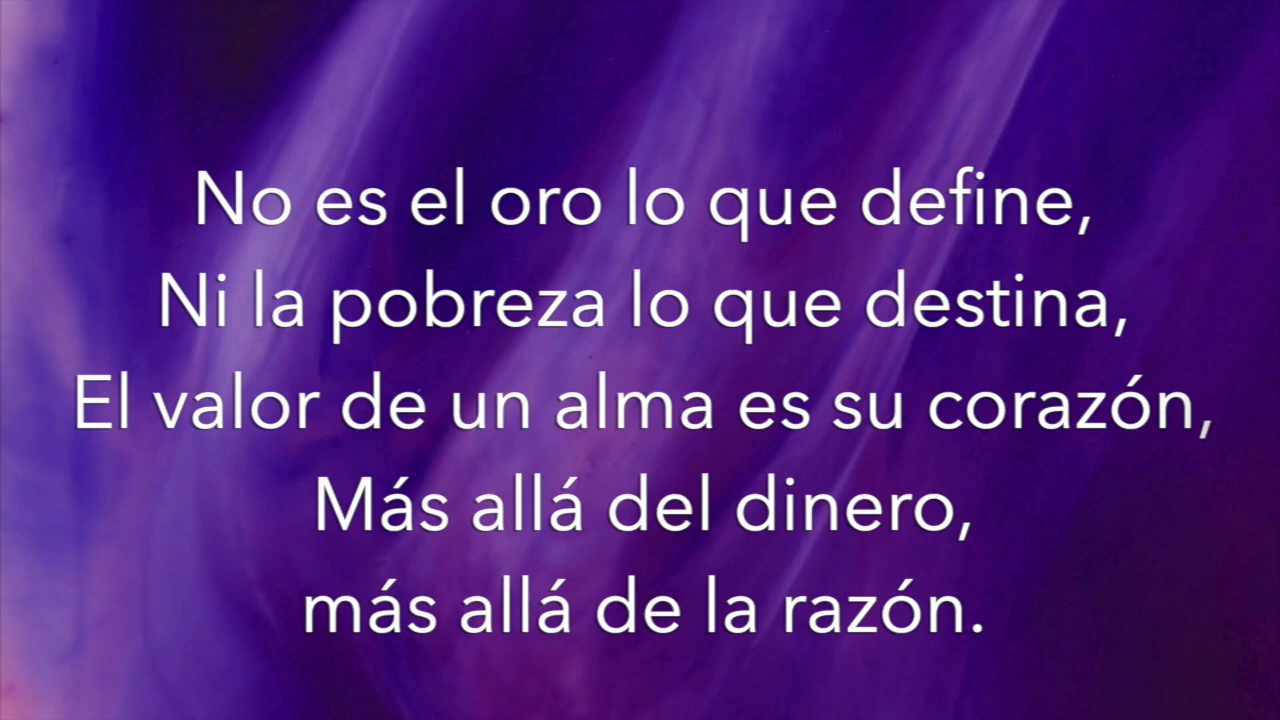 No es el oro lo que define,
Ni la pobreza lo que destina,
El valor de un alma es su corazón,
Más allá del dinero,
más allá de la razón.